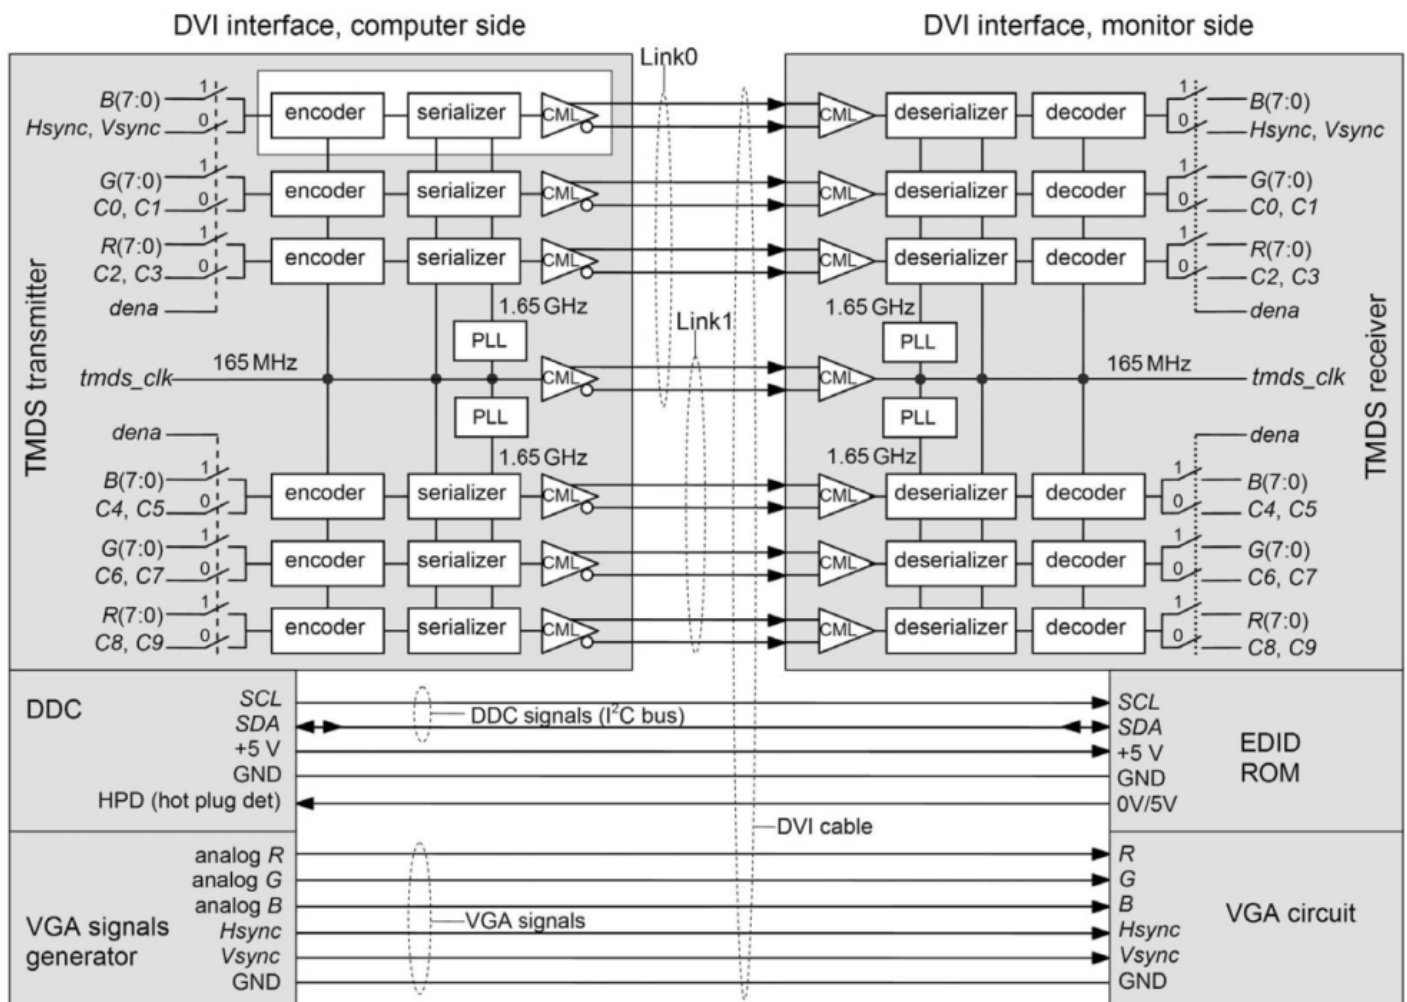 DVI interface, computer side
DVI interface, monitor side
Link0
B(7:0)
1
Hsync, Vsync
0
encoder
serializer
CML
CML
deserializer
decoder
1
B(7:0)
0
Hsync, Vsync
G(7:0)
1
C0, C1
0
encoder
serializer
CML
CML
deserializer
decoder
1
G(7:0)
0
C0, C1
R(7:0)
1
C2, C3
0
encoder
serializer
CML
CML
deserializer
decoder
1
R(7:0)
0
C2, C3
dena
1.65 GHz
1.65 GHz
dena
Link1
PLL
PLL
TMDS transmitter
tmds_clk
165 MHz
CML
CML
165 MHz
tmds_clk
TMDS receiver
PLL
PLL
dena
1.65 GHz
1.65 GHz
dena
B(7:0)
1
C4, C5
0
encoder
serializer
CML
CML
deserializer
decoder
1
B(7:0)
0
C4, C5
G(7:0)
1
C6, C7
0
encoder
serializer
CML
CML
deserializer
decoder
1
G(7:0)
0
C6, C7
R(7:0)
1
C8, C9
0
encoder
serializer
CML
CML
deserializer
decoder
1
R(7:0)
0
C8, C9
DDC
SCL
SDA
+5 V
GND
HPD (hot plug det)
DDC signals (I²C bus)
SCL
SDA
+5 V
GND
0V/5V
EDID
ROM
DVI cable
VGA signals
generator
analog R
analog G
analog B
Hsync
Vsync
GND
VGA signals
R
G
B
Hsync
Vsync
GND
VGA circuit